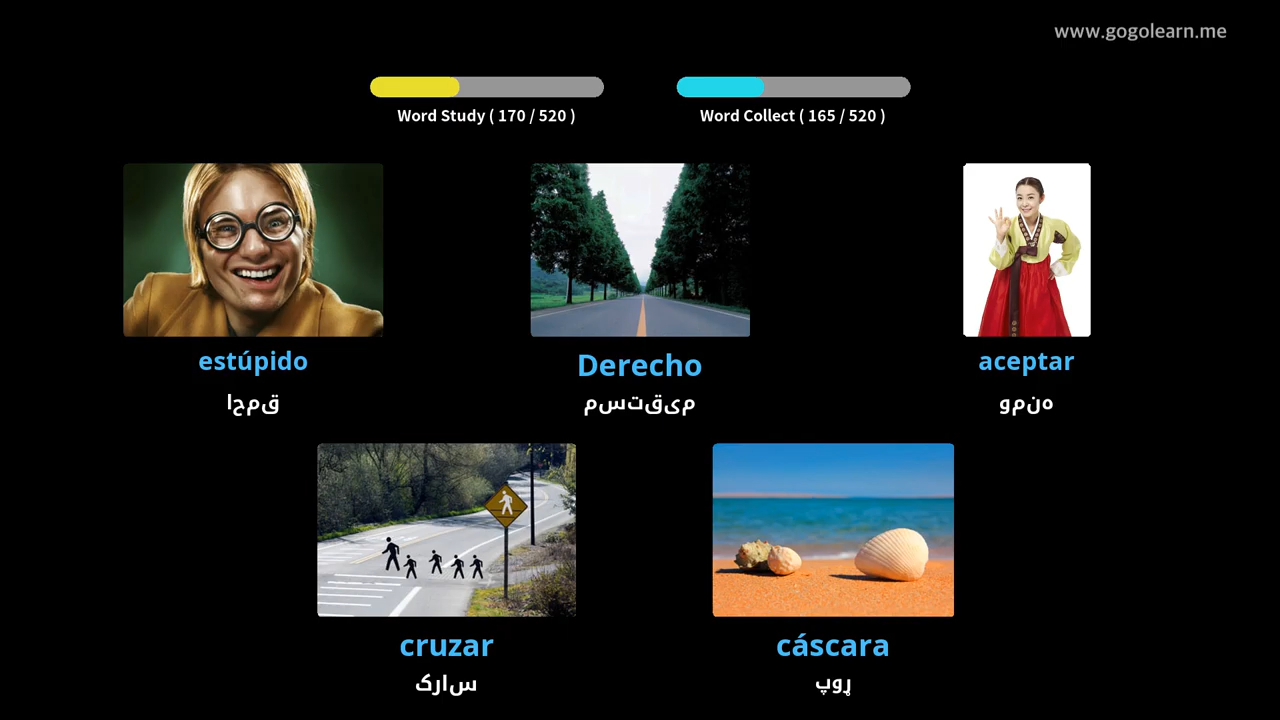 www.gogolearn.me
Word Study ( 170 / 520 )
Word Collect ( 165 / 520 )
estúpido
احمق
Derecho
مستقیم
aceptar
ومنه
cruzar
کراس
cáscara
پوړ